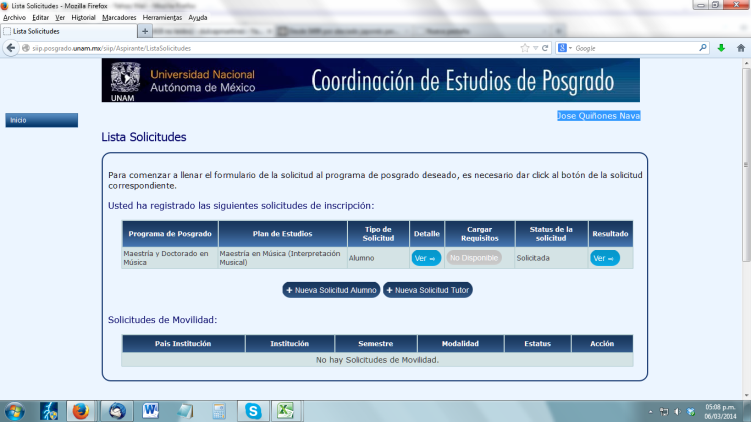 Lista Solicitudes - Mozilla Firefox
Archivo Editar Ver Historial Marcadores Herramientas Ayuda
Lista Solicitudes
siip.posgrado.unam.mx/siip/Aspirante/ListaSolicitudes
Google
UNAM
Universidad Nacional
Autónoma de México
Coordinación de Estudios de Posgrado
Inicio
Jose Quiñones Nava
Lista Solicitudes
Para comenzar a llenar el formulario de la solicitud al programa de posgrado deseado, es necesario dar click al botón de la solicitud
correspondiente.
Usted ha registrado las siguientes solicitudes de inscripción:
Programa de Posgrado Plan de Estudios Tipo de Solicitud Detalle Cargar Requisitos Status de la solicitud Resultado
Maestría y Doctorado en Música Maestría en Música (Interpretación Musical) Alumno Ver No Disponible Solicitada Ver
+ Nueva Solicitud Alumno + Nueva Solicitud Tutor
Solicitudes de Movilidad:
Pais Institución Institución Semestre Modalidad Estatus Acción
No hay Solicitudes de Movilidad.
05:08 p.m.
06/03/2014